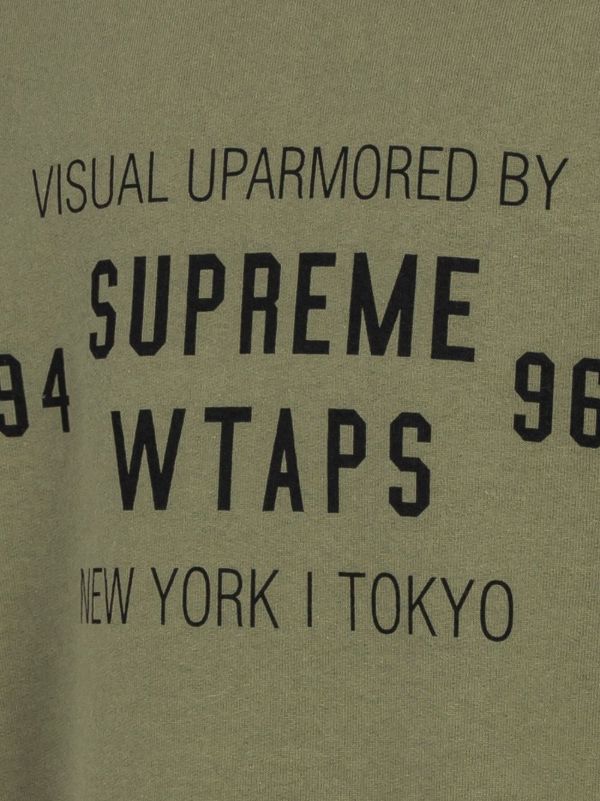 VISUAL UPARMORED BY
SUPREME
94 96
WTAPS
NEW YORK | TOKYO